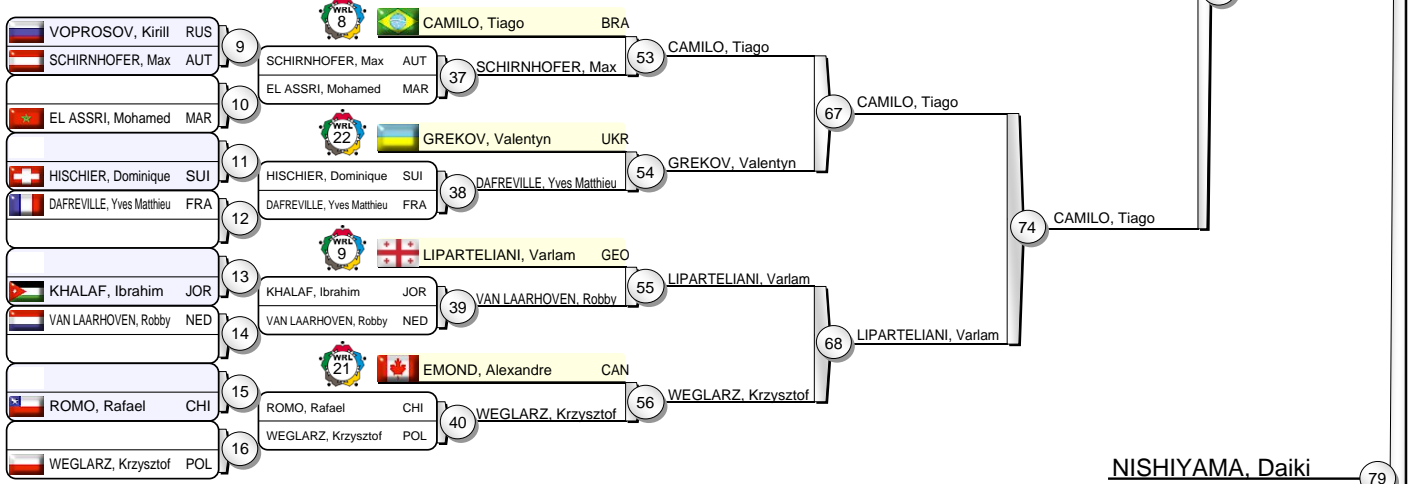 VOPROSOV, Kirill RUS
SCHIRNHOFER, Max AUT
9
EL ASSRI, Mohamed MAR
10
HISCHIER, Dominique SUI
11
DAFREVILLE, Yves Matthieu FRA
12
KHALAF, Ibrahim JOR
13
VAN LAARHOVEN, Robby NED
14
ROMO, Rafael CHI
15
WEGLARZ, Krzysztof POL
16
WRL
8
CAMILO, Tiago BRA
SCHIRNHOFER, Max AUT
EL ASSRI, Mohamed MAR
37
SCHIRNHOFER, Max
WRL
22
GREKOV, Valentyn UKR
HISCHIER, Dominique SUI
DAFREVILLE, Yves Matthieu FRA
38
DAFREVILLE, Yves Matthieu
WRL
9
LIPARTELIANI, Varlam GEO
KHALAF, Ibrahim JOR
VAN LAARHOVEN, Robby NED
39
VAN LAARHOVEN, Robby
WRL
21
EMOND, Alexandre CAN
ROMO, Rafael CHI
WEGLARZ, Krzysztof POL
40
WEGLARZ, Krzysztof
53
CAMILO, Tiago
54
GREKOV, Valentyn
55
LIPARTELIANI, Varlam
56
WEGLARZ, Krzysztof
67
CAMILO, Tiago
68
LIPARTELIANI, Varlam
74
CAMILO, Tiago
NISHIYAMA, Daiki
79